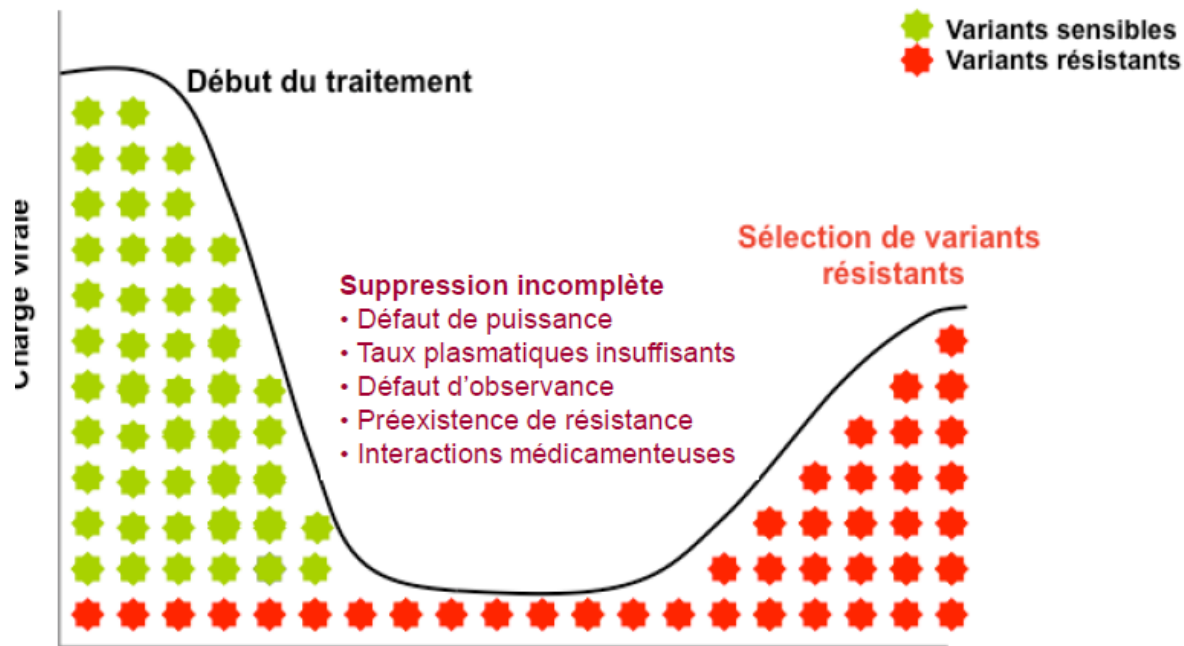 Variants sensibles
Variants résistants
Début du traitement
Charge virale
Sélection de variants
résistants
Suppression incomplète
• Défaut de puissance
• Taux plasmatiques insuffisants
• Défaut d'observance
• Préexistence de résistance
• Interactions médicamenteuses